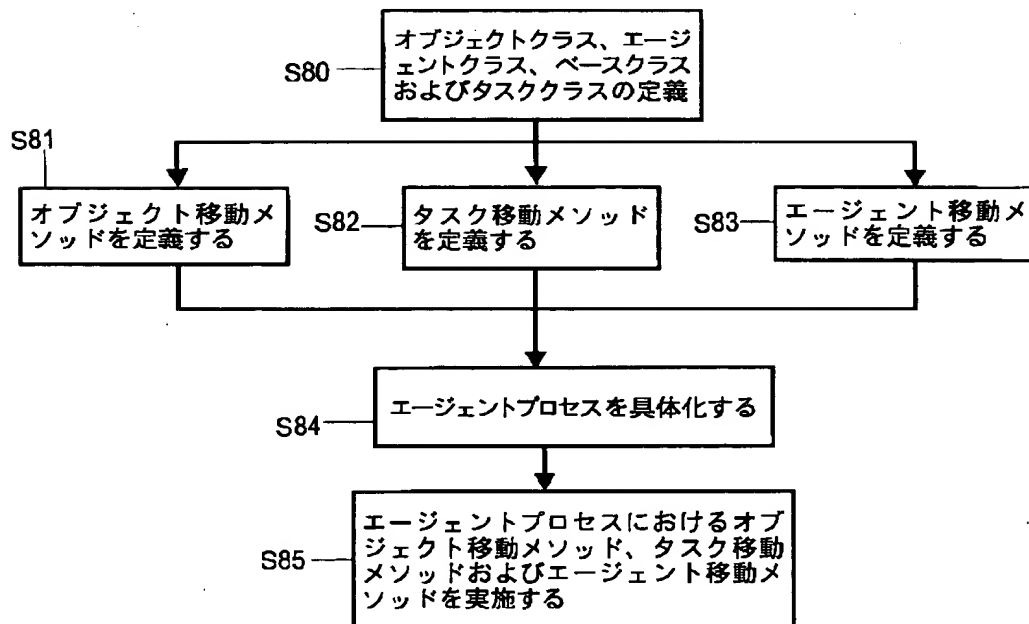 S80
オブジェクトクラス、エージ
ェントクラス、ベースクラス
およびタスククラスの定義
S81
オブジェクト移動メ
ソッドを定義する
S82
タスク移動メソッド
を定義する
S83
エージェント移動メ
ソッドを定義する
S84
エージェントプロセスを具体化する
S85
エージェントプロセスにおけるオブ
ジェクト移動メソッド、タスク移動
メソッドおよびエージェント移動メ
ソッドを実施する